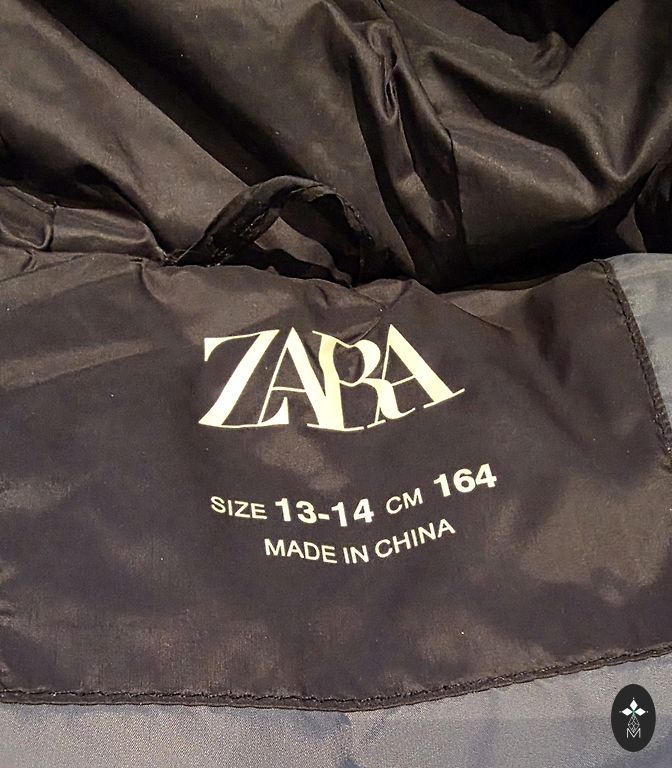 ZARA
SIZE 13-14 CM 164
MADE IN CHINA
M